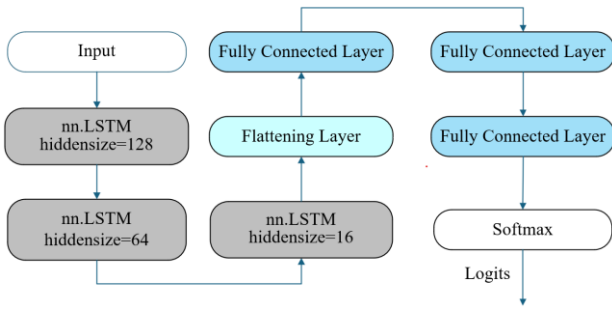 Input
nn.LSTM
hiddensize=128
nn.LSTM
hiddensize=64
nn.LSTM
hiddensize=16
Flattening Layer
Fully Connected Layer
Fully Connected Layer
Fully Connected Layer
Softmax
Logits